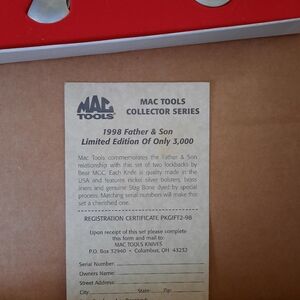 MAC
TOOLS
MAC TOOLS
COLLECTOR SERIES
1998 Father & Son
Limited Edition Of Only 3,000
Mac Tools commemorates the Father & Son
relationship with this set of two lockbacks by
Bear MGC. Each Knife is quality made in the
USA and features nickel silver bolsters, brass
liners and genuine Stag Bone dyed by special
process. Matching serial numbers will make this
set a cherished one.
REGISTRATION CERTIFICATE PKG/FT2-98
Upon receipt of this set please complete
this form and mail to:
MAC TOOLS KNIVES
P.O. Box 32940 • Columbus, OH. 43232
Serial Number:
Owners Name:
Street Address:
City State: Zip: